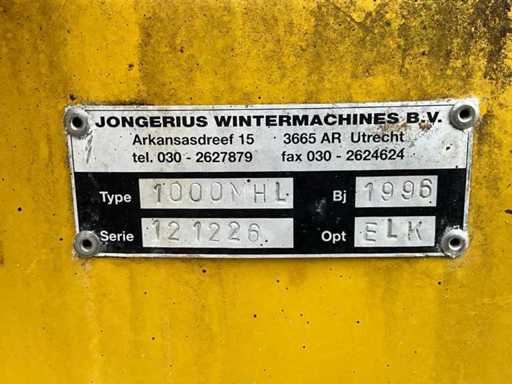 JONGERIUS WINTERMACHINES B.V.
Arkansasdreef 15 3665 AR Utrecht
tel. 030 - 2627879 fax 030 - 2624624
Type 1000MHL Bj 1996
Serie 121226 Opt ELK